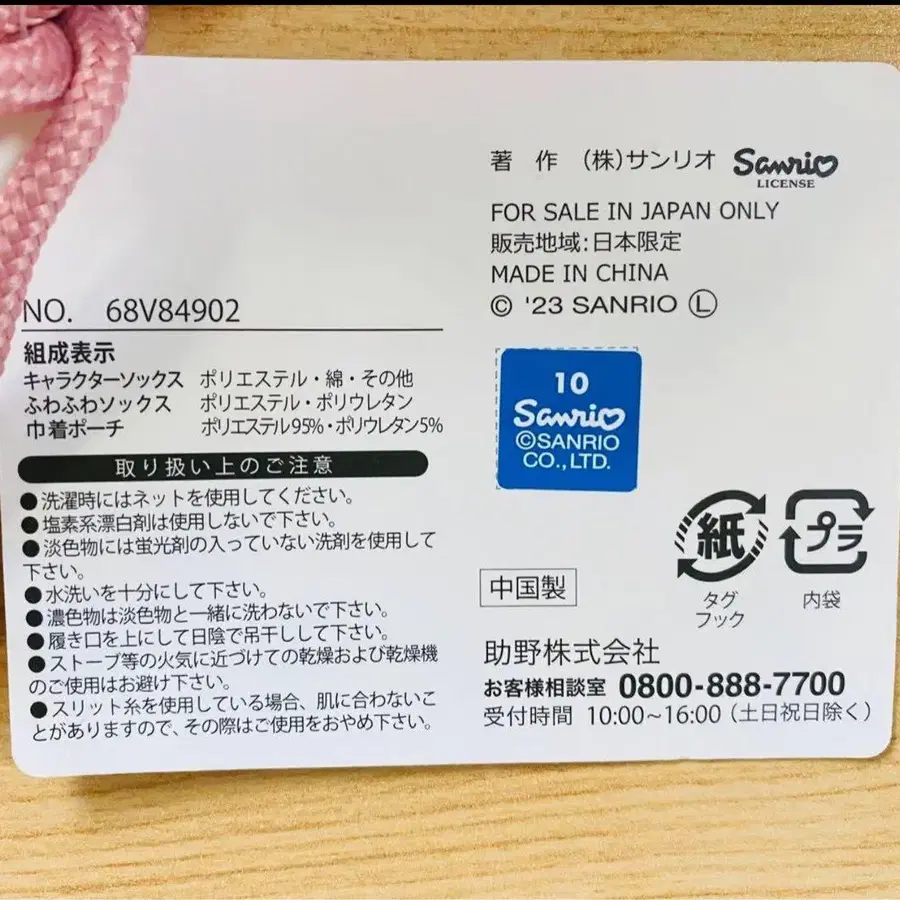 NO. 68V84902
組成表示
キャラクターソックス ポリエステル・綿・その他
ふわふわソックス ポリエステル・ポリウレタン
巾着ポーチ ポリエステル95%・ポリウレタン5%
取り扱い上のご注意
●洗濯時にはネットを使用してください。
●塩素系漂白剤は使用しないで下さい。
●淡色物には蛍光剤の入っていない洗剤を使用して
下さい。
●水洗いを十分にして下さい。
●濃色物は淡色物と一緒に洗わないで下さい。
●履き口を上にして日陰で吊干しして下さい。
●ストーブ等の火気に近づけての乾燥および乾燥機
のご使用はお避け下さい。
●スリット糸を使用している場合、肌に合わないこ
とがありますので、その際はご使用をおやめ下さい。
著 作 (株)サンリオ Sanrio
LICENSE
FOR SALE IN JAPAN ONLY
販売地域:日本限定
MADE IN CHINA
© '23 SANRIO Ⓛ
10
Sanrio
©SANRIO
CO.,LTD.
紙
タグ
フック
プラ
内袋
中国製
助野株式会社
お客様相談室 0800-888-7700
受付時間 10:00~16:00 (土日祝日除く)